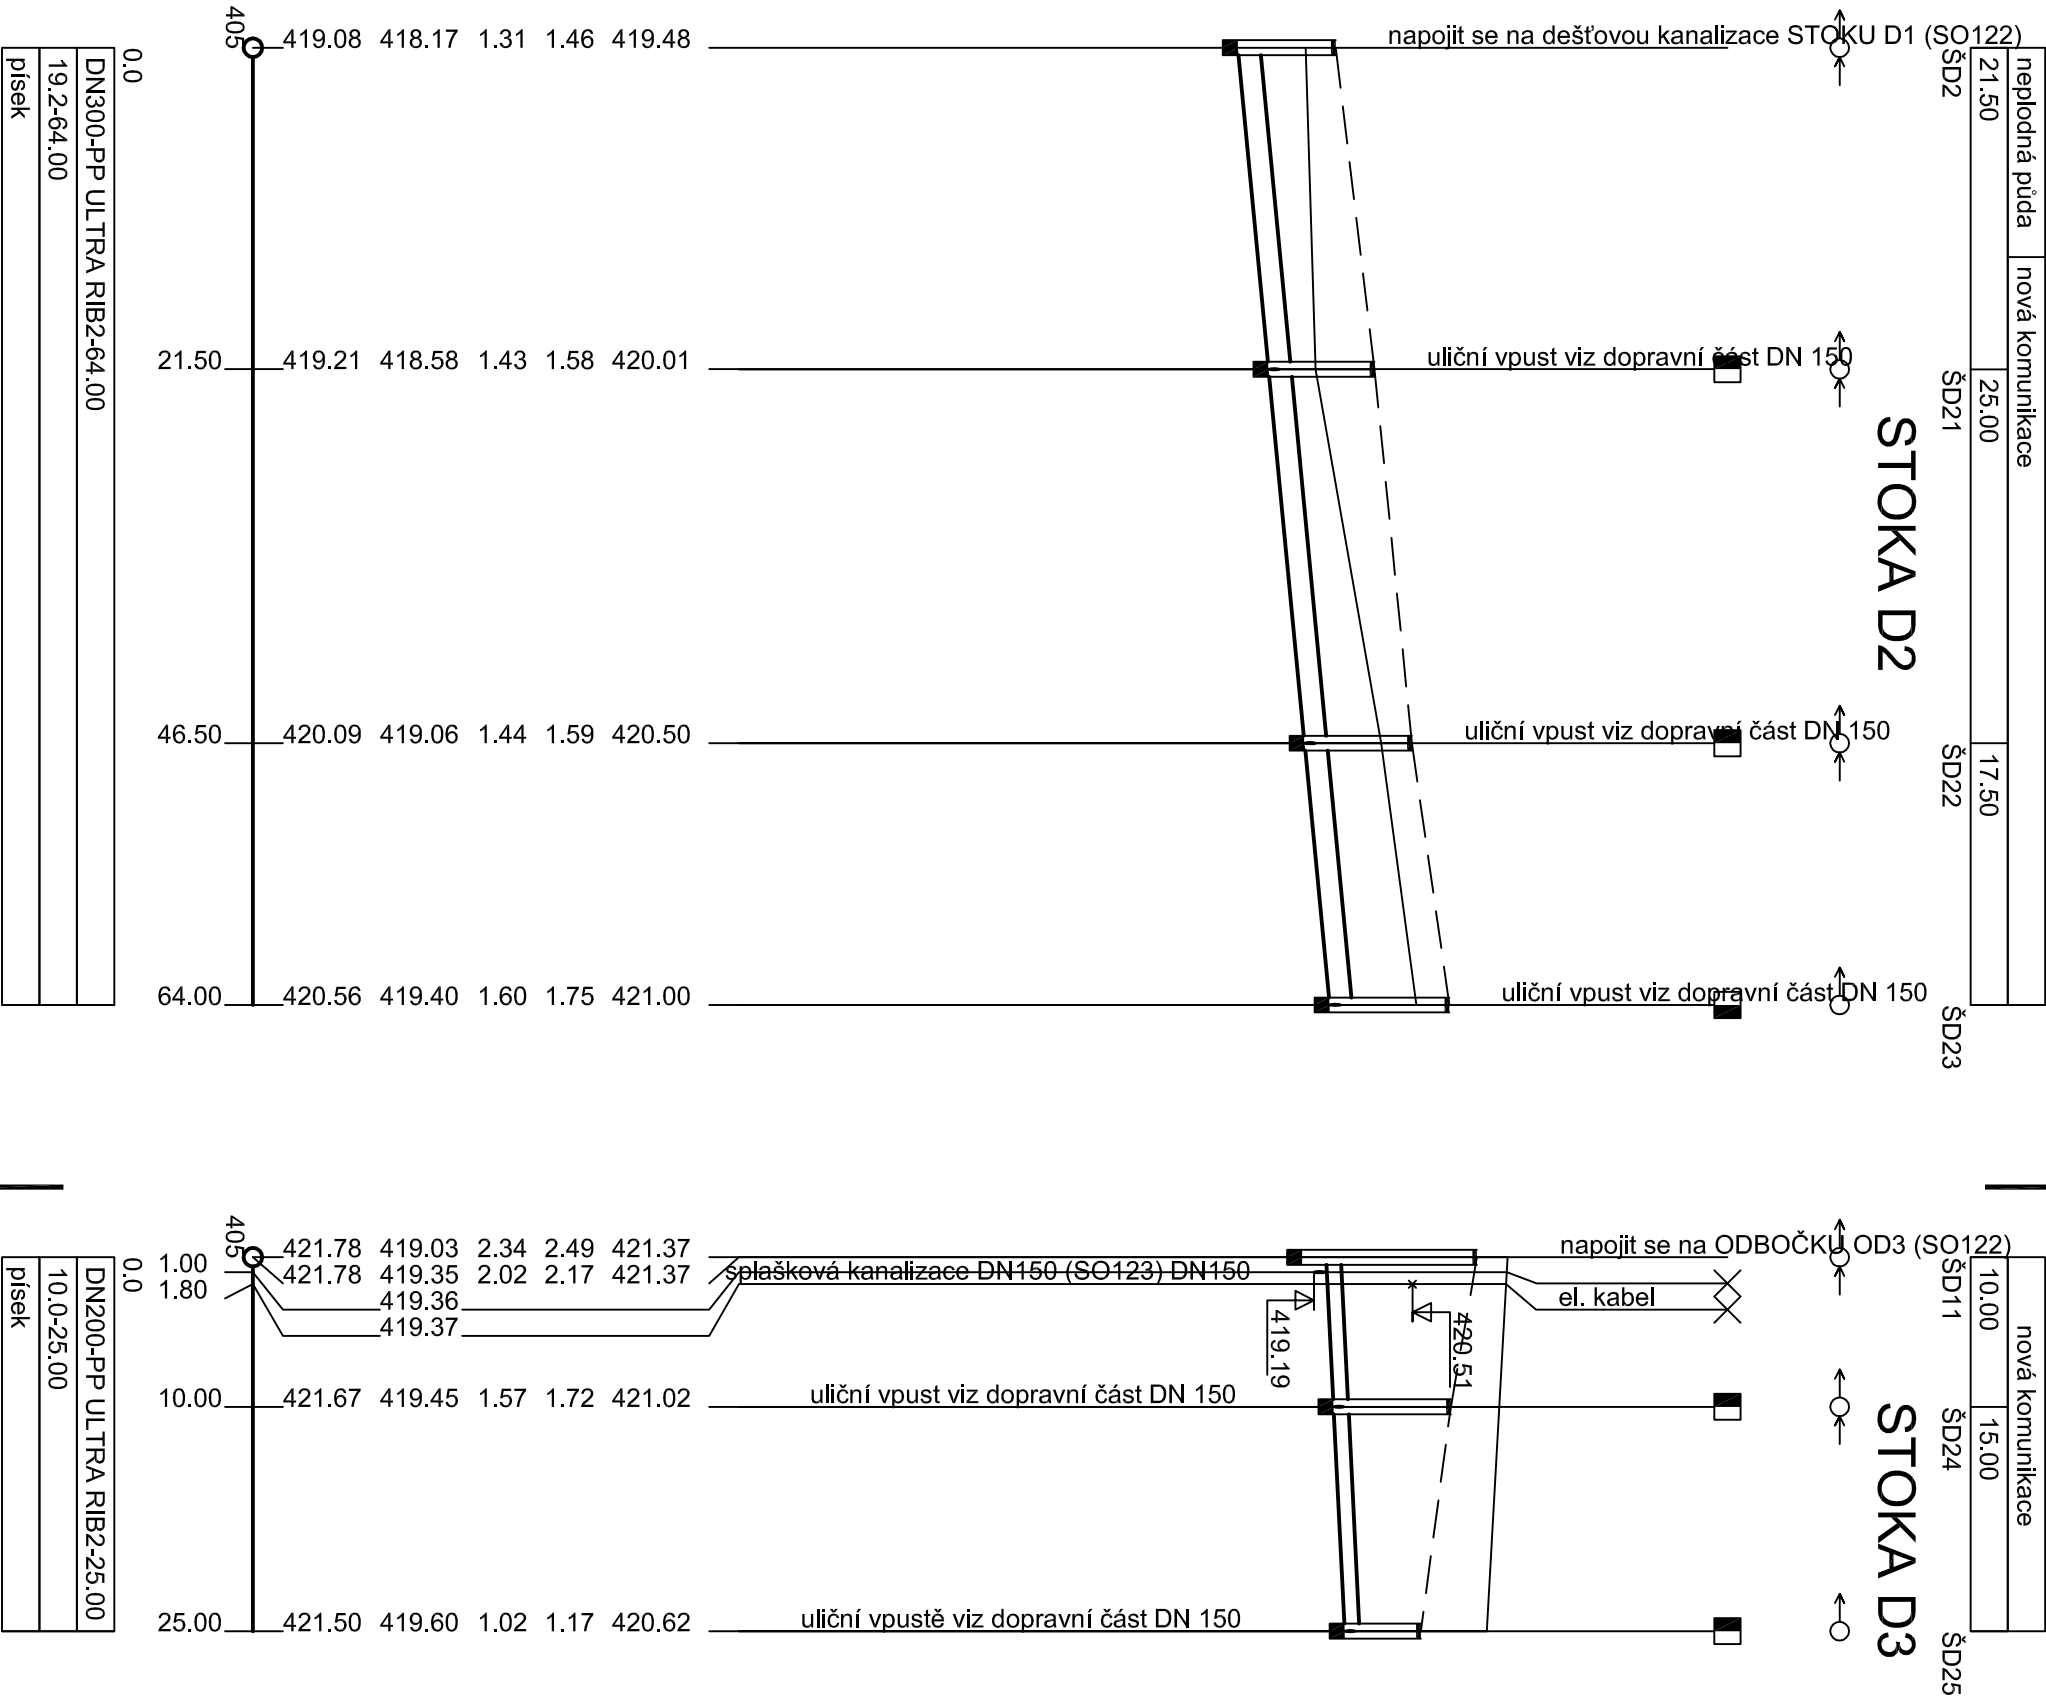 neplodná půda
nová komunikace
21.50
25.00
17.50
ŠD2
ŠD21
ŠD22
ŠD23
STOKA D2
napojit se na dešťovou kanalizace STOKU D1 (SO122)
uliční vpust viz dopravní část DN 150
uliční vpust viz dopravní část DN 150
uliční vpust viz dopravní část DN 150
405
419.08 418.17 1.31 1.46 419.48
21.50 419.21 418.58 1.43 1.58 420.01
46.50 420.09 419.06 1.44 1.59 420.50
64.00 420.56 419.40 1.60 1.75 421.00
0.0
DN300-PP ULTRA RIB2-64.00
19.2-64.00
písek
nová komunikace
10.00
15.00
ŠD11
ŠD24
ŠD25
STOKA D3
napojit se na ODBOČKU OD3 (SO122)
splašková kanalizace DN150 (SO123) DN150
el. kabel
420.51
419.19
uliční vpust viz dopravní část DN 150
uliční vpustě viz dopravní část DN 150
405
421.78 419.03 2.34 2.49 421.37
421.78 419.35 2.02 2.17 421.37
1.00 419.36
1.80 419.37
10.00 421.67 419.45 1.57 1.72 421.02
25.00 421.50 419.60 1.02 1.17 420.62
0.0
DN200-PP ULTRA RIB2-25.00
10.0-25.00
písek